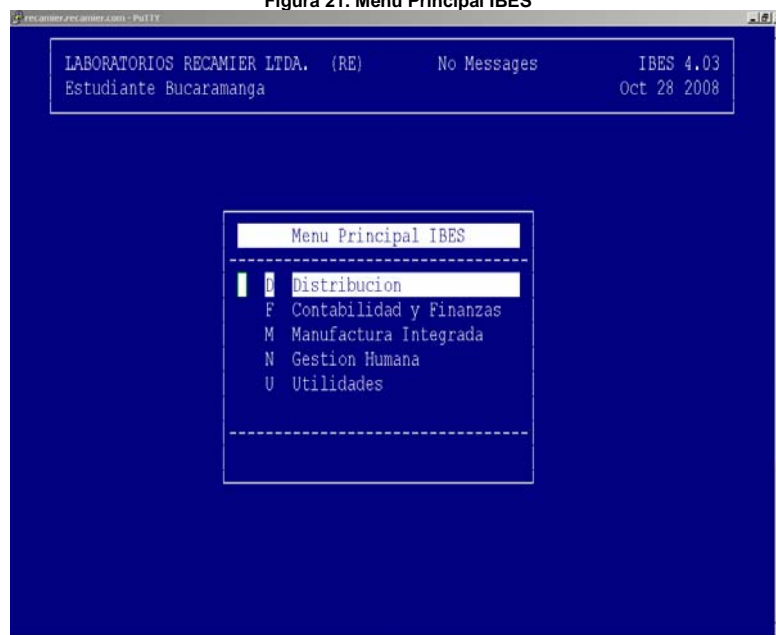 Figura 21. Menú Principal IBES
recamier.recamier.com - PuTTY
LABORATORIOS RECAMIER LTDA. (RE) No Messages IBES 4.03
Estudiante Bucaramanga Oct 28 2008
Menu Principal IBES
D Distribucion
F Contabilidad y Finanzas
M Manufactura Integrada
N Gestion Humana
U Utilidades